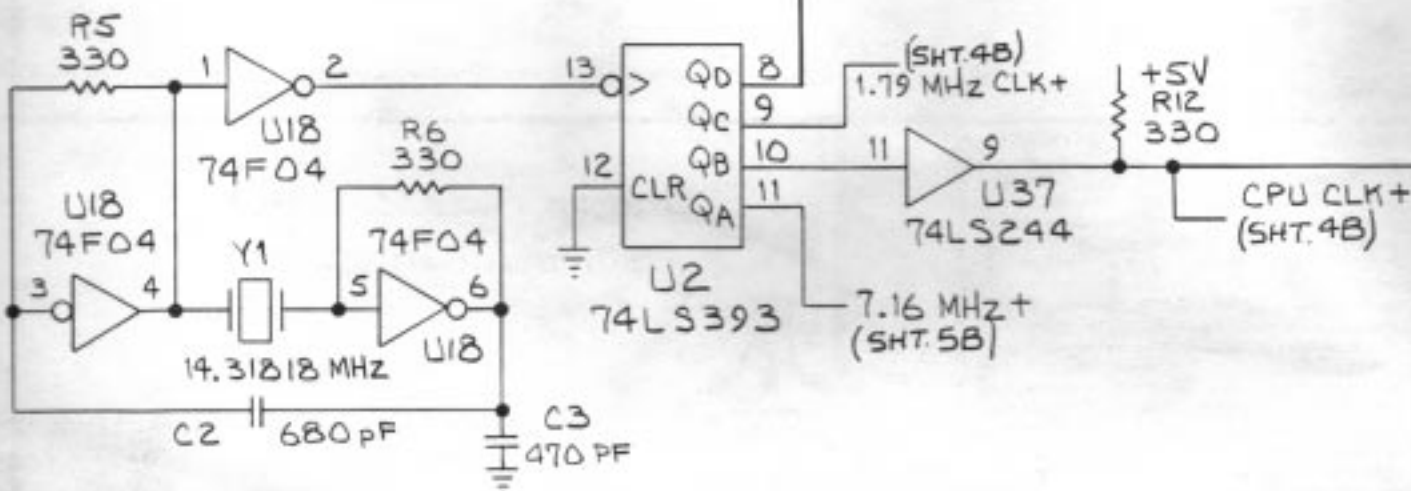 R5
330
1
2
U18
74F04
U18
74F04
3
4
Y1
14.31818 MHz
R6
330
74F04
5
6
U18
C2
680 pF
C3
470 PF
13
>
12
CLR
QD
8
QC
9
QB
10
QA
11
U2
74LS393
(SHT. 4B)
1.79 MHz CLK+
11
9
U37
74LS244
7.16 MHz +
(SHT. 5B)
+5V
R12
330
CPU CLK+
(SHT. 4B)